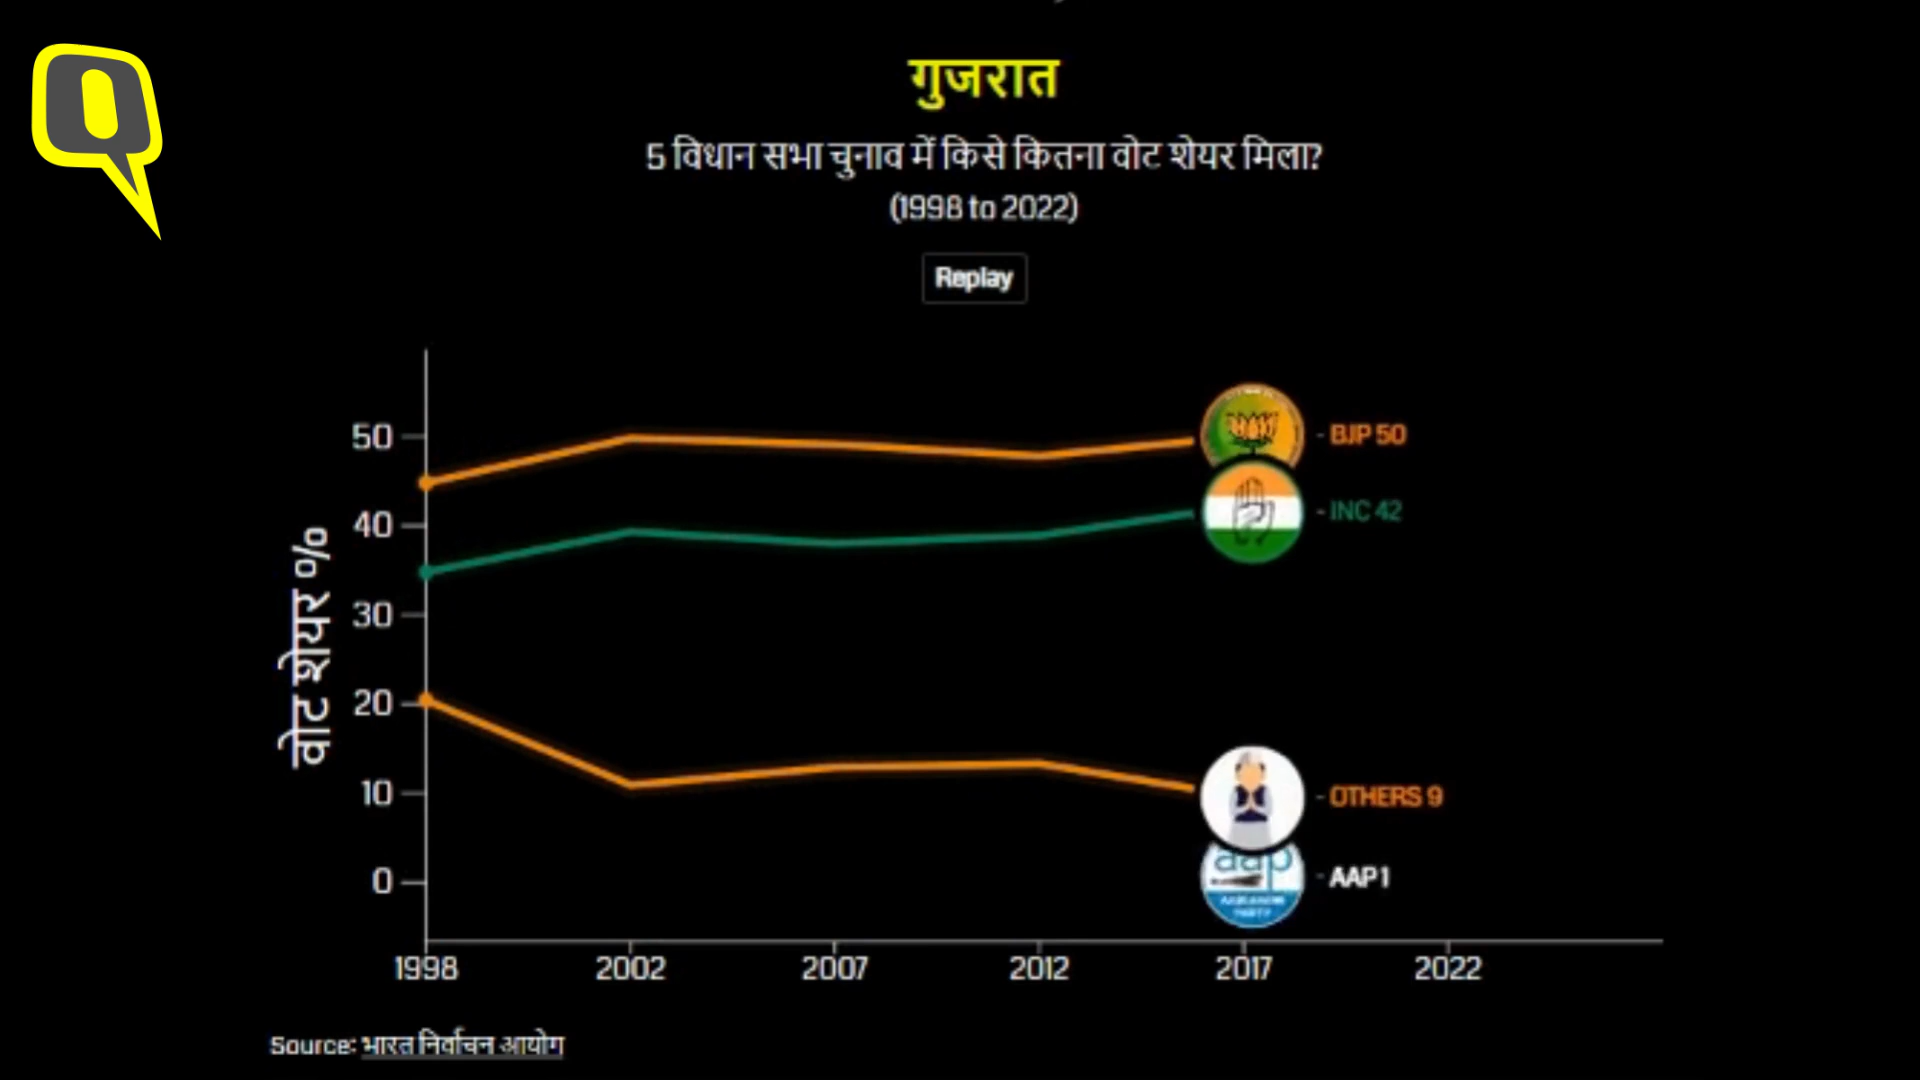 गुजरात
5 विधान सभा चुनाव में किसे कितना वोट शेयर मिला?
(1998 to 2022)
Replay
वोट शेयर %
50
40
30
20
10
0
- BJP 50
- INC 42
- OTHERS 9
- AAP 1
aap
1998 2002 2007 2012 2017 2022
Source: भारत निर्वाचन आयोग